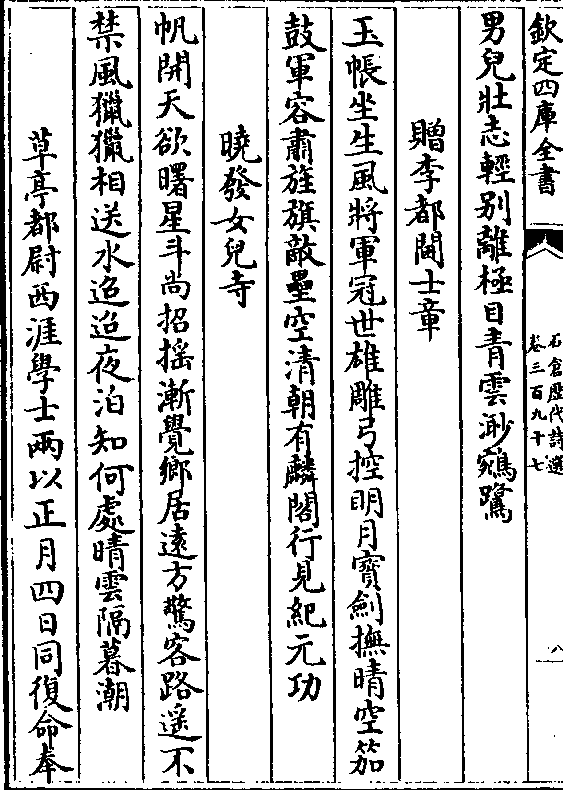 欽定四庫全書
石倉歴代詩選
卷三百九十七
八
男兒壯志輕别離極目青雲渺鵷鷺
贈李都閫士章
玉帳坐生風將軍冠世雄雕弓控明月寳劍撫晴空笳
鼓軍容肅旌旗敵壘空清朝有麟閣行見紀元功
曉發女兒寺
帆開天欲曙星斗尚招揺漸覺鄉居遠方驚客路遥不
禁風獵獵相送水迢迢夜泊知何處晴雲隔暮潮
草亭都尉西涯學士兩以正月四日同復命奉